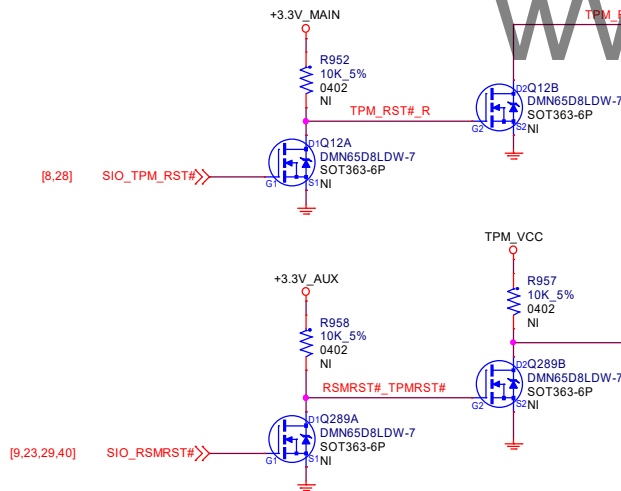 +3.3V_MAIN
R952
10K_5%
0402
NI
TPM_RST#_R
D2
Q12B
DMN65D8LDW-7
SOT363-6P
G2
S2
NI
D1
Q12A
DMN65D8LDW-7
SOT363-6P
G1
S1
NI
[8,28]
SIO_TPM_RST#
TPM_VCC
R957
10K_5%
0402
NI
+3.3V_AUX
R958
10K_5%
0402
NI
RSMRST#_TPMRST#
D2
Q289B
DMN65D8LDW-7
SOT363-6P
G2
S2
NI
D1
Q289A
DMN65D8LDW-7
SOT363-6P
G1
S1
NI
[9,23,29,40]
SIO_RSMRST#